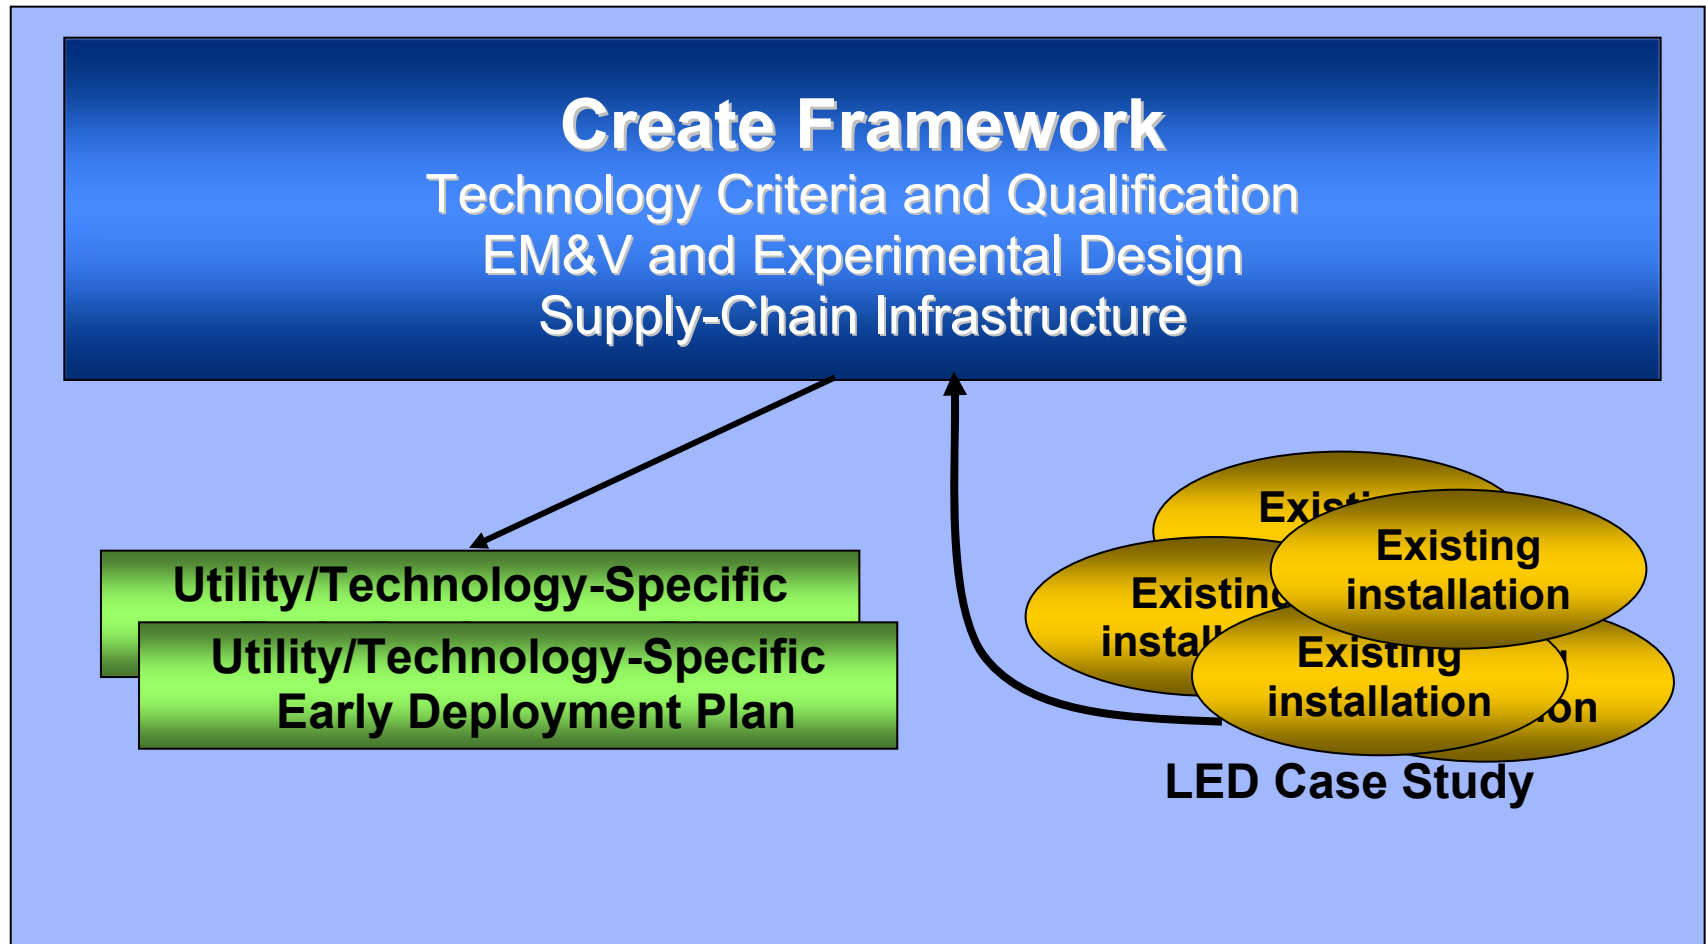 Create Framework
Technology Criteria and Qualification
EM&V and Experimental Design
Supply-Chain Infrastructure
Utility/Technology-Specific
Utility/Technology-Specific
Early Deployment Plan
Existing
installation
Existing
Existing
installation
LED Case Study